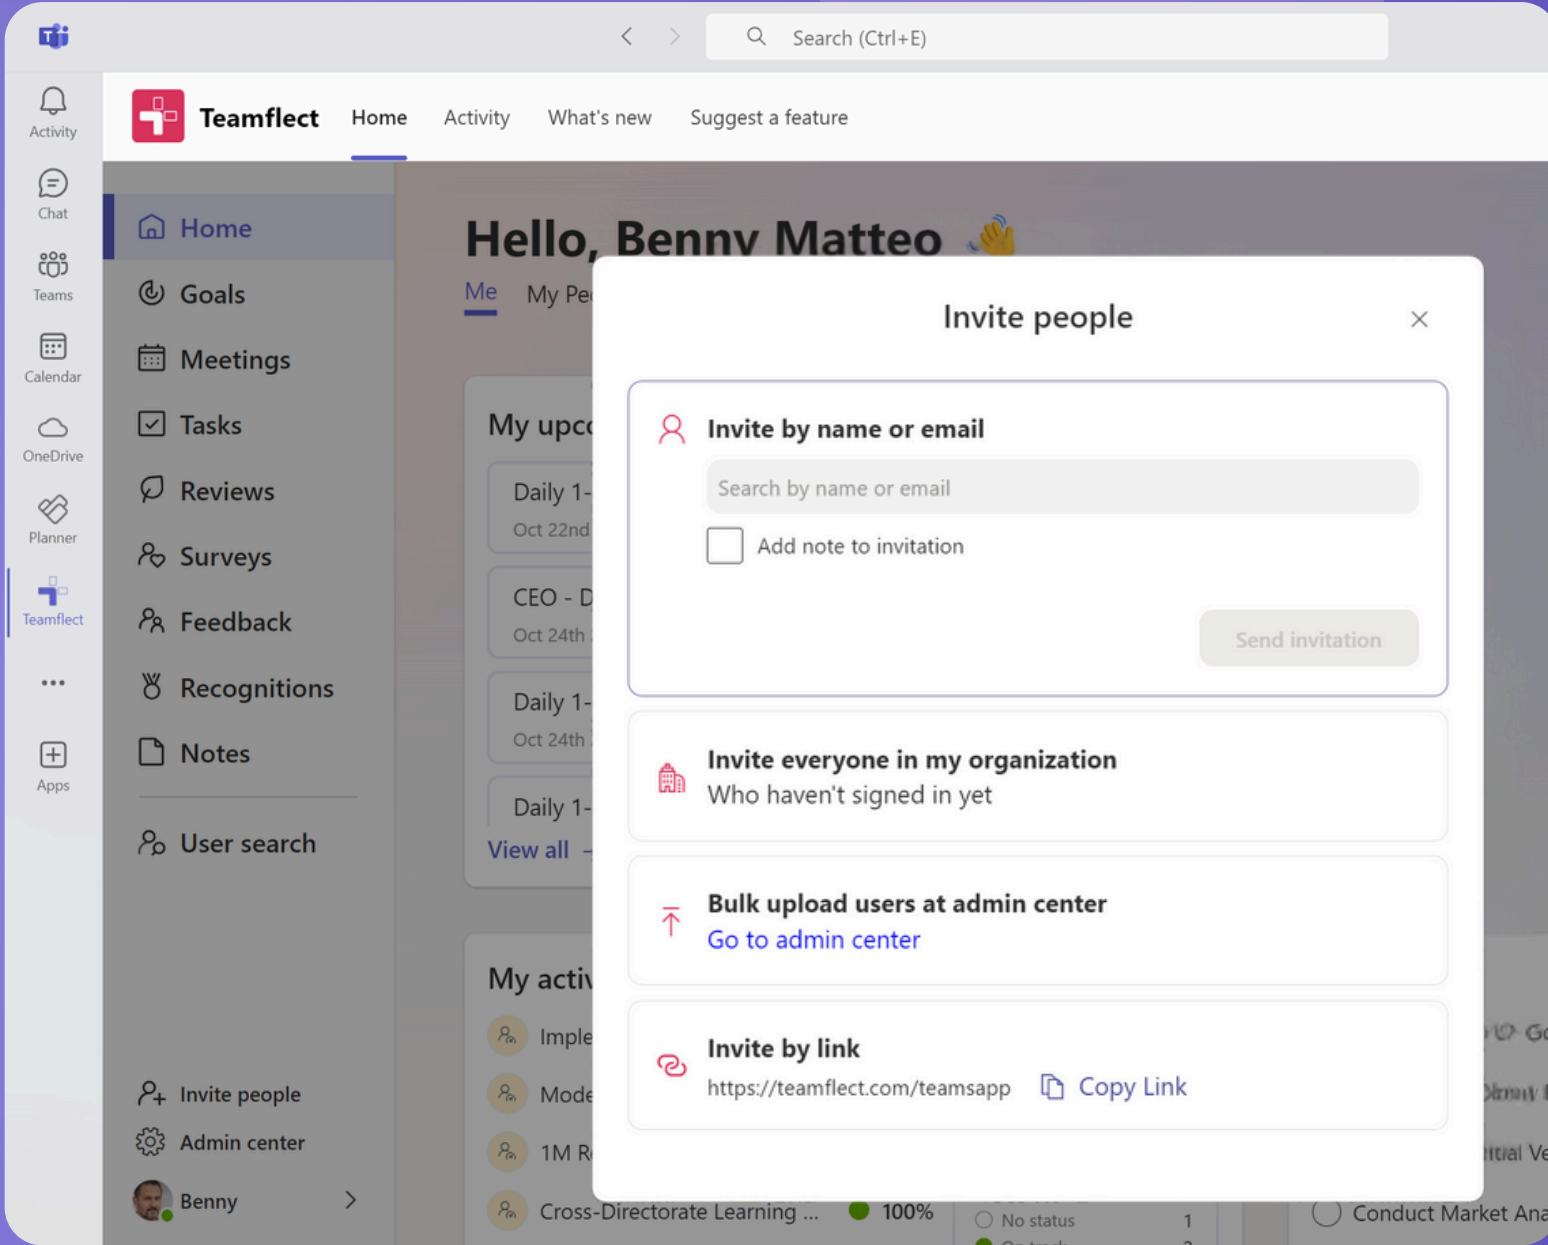 Search (Ctrl+E)
Activity
Chat
Teams
Calendar
OneDrive
Planner
Teamflect
Apps
Teamflect
Home
Activity
What's new
Suggest a feature
Home
Goals
Meetings
Tasks
Reviews
Surveys
Feedback
Recognitions
Notes
User search
Invite people
Admin center
Benny
Hello, Benny Matteo
Me
My
My
Daily 1-
Oct 22nd
CEO -
Oct 24th
Daily 1-
Oct 24th
Daily 1-
View all
My
1M
Cross-Directorate Learning ...
100%
No status
1
Conduct Market
Invite people
Invite by name or email
Search by name or email
Add note to invitation
Send invitation
Invite everyone in my organization
Who haven't signed in yet
Bulk upload users at admin center
Go to admin center
Invite by link
https://teamflect.com/teamsapp
Copy Link